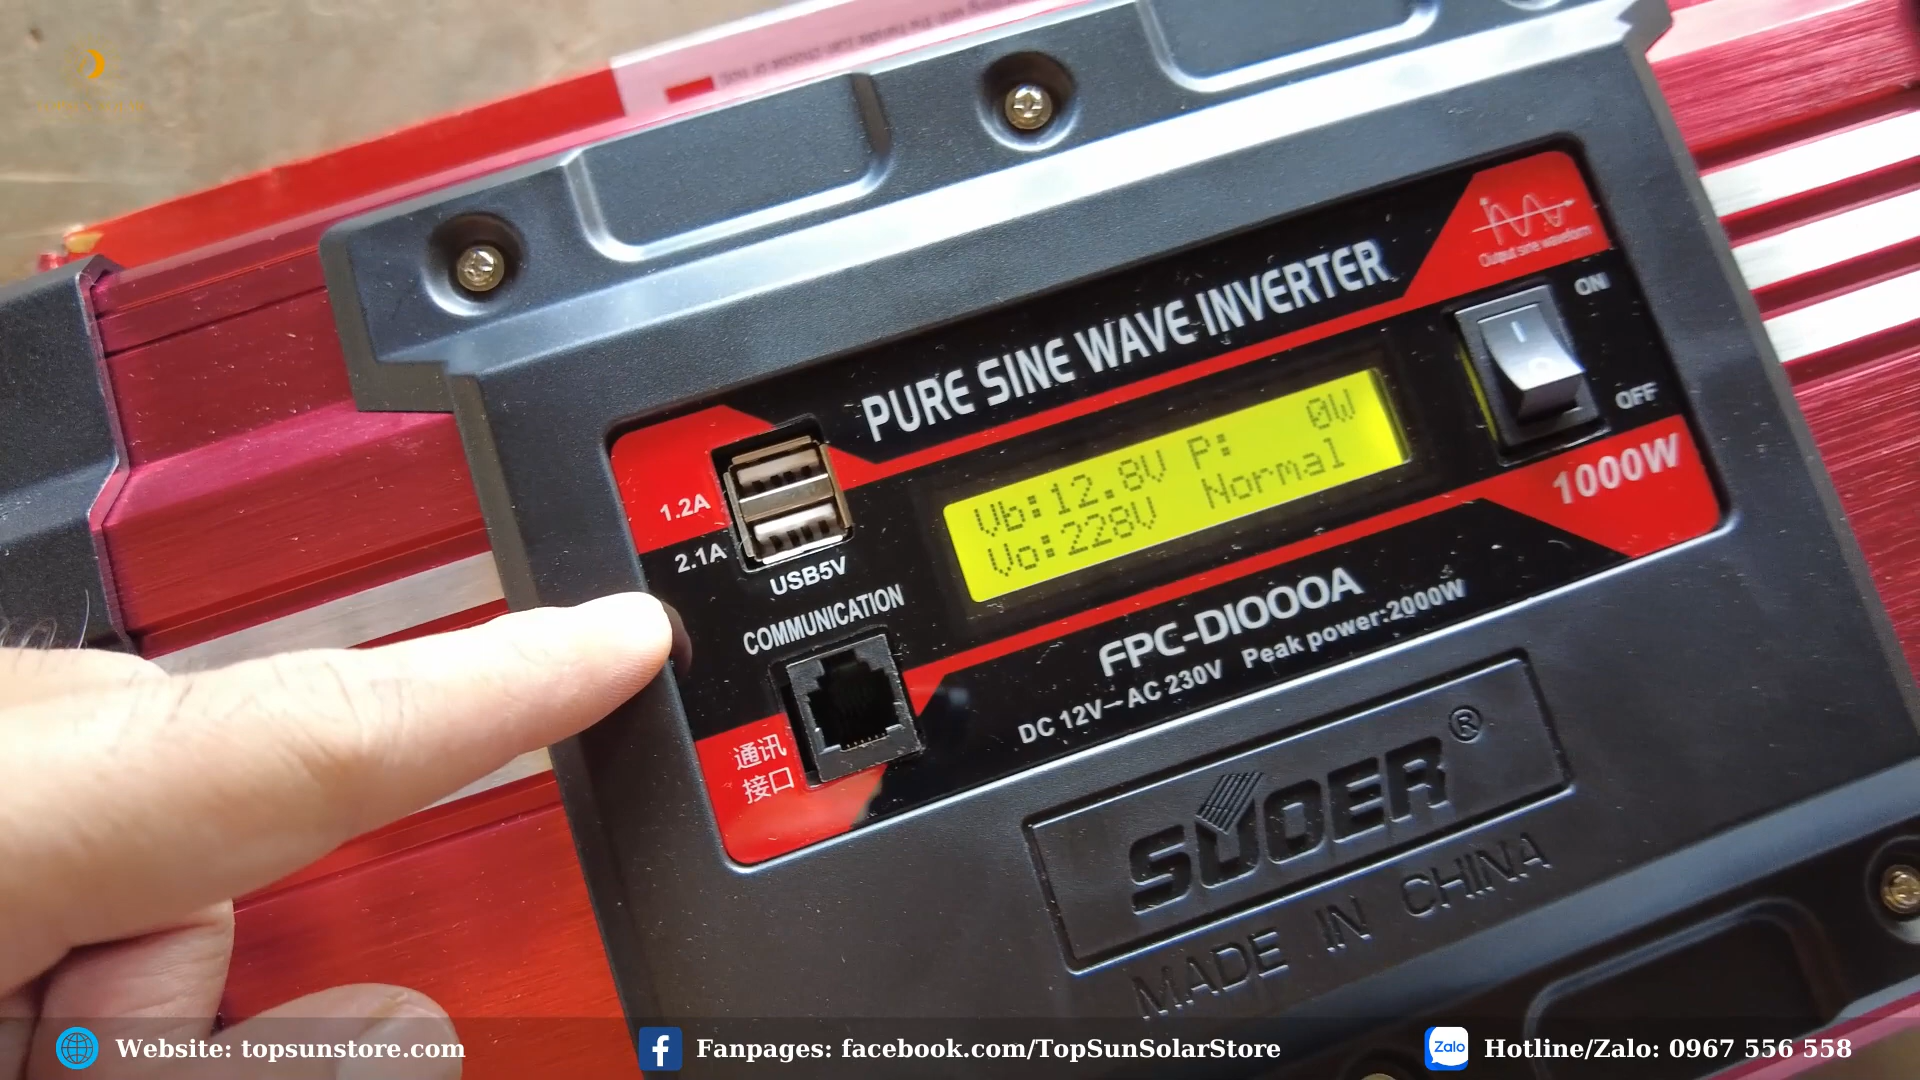 PURE SINE WAVE INVERTER
Output sine waveform
ON
OFF
1000W
Vb:12.8V P: 0W
Vo:228V Normal
1.2A
2.1A
USB5V
COMMUNICATION
通讯
接口
FPC-D1000A
DC 12V→AC 230V Peak power:2000W
SUOER®
MADE IN CHINA
Website: topsunstore.com
Fanpages: facebook.com/TopSunSolarStore
Zalo
Hotline/Zalo: 0967 556 558